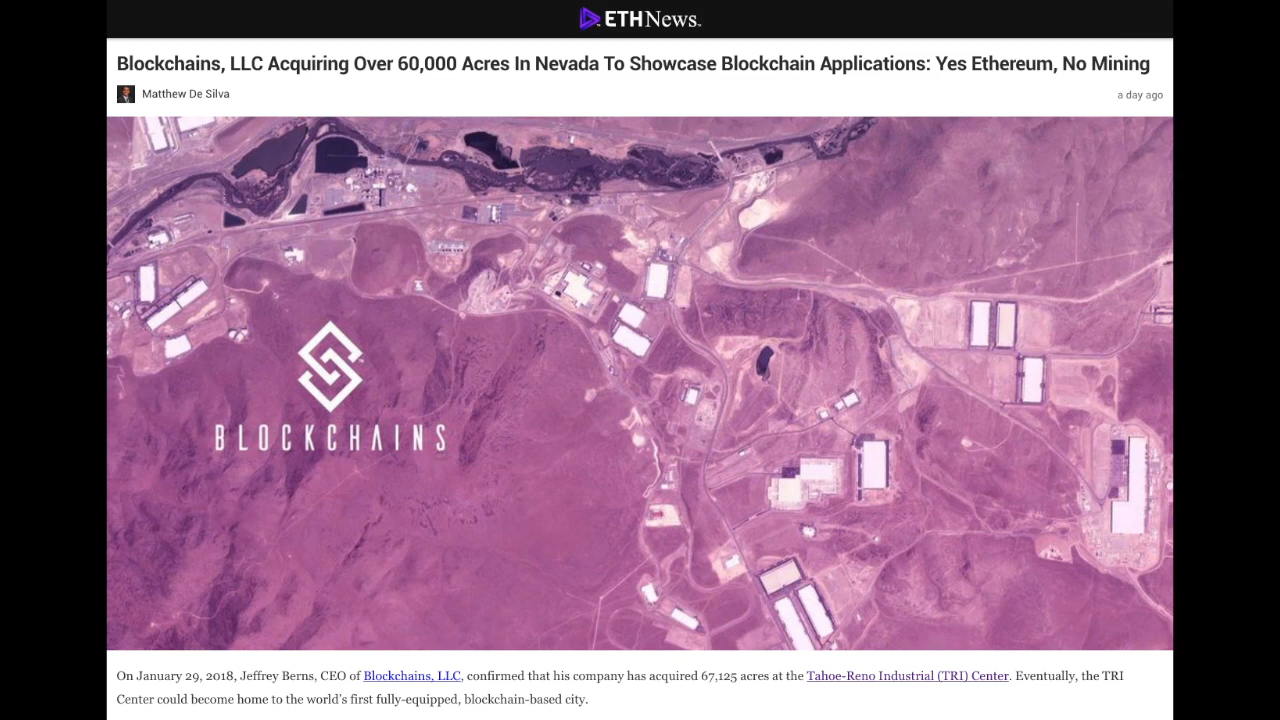 ETHNews™
Blockchains, LLC Acquiring Over 60,000 Acres In Nevada To Showcase Blockchain Applications: Yes Ethereum, No Mining
Matthew De Silva
a day ago
BLOCKCHAINS
On January 29, 2018, Jeffrey Berns, CEO of Blockchains, LLC, confirmed that his company has acquired 67,125 acres at the Tahoe-Reno Industrial (TRI) Center. Eventually, the TRI
Center could become home to the world’s first fully-equipped, blockchain-based city.